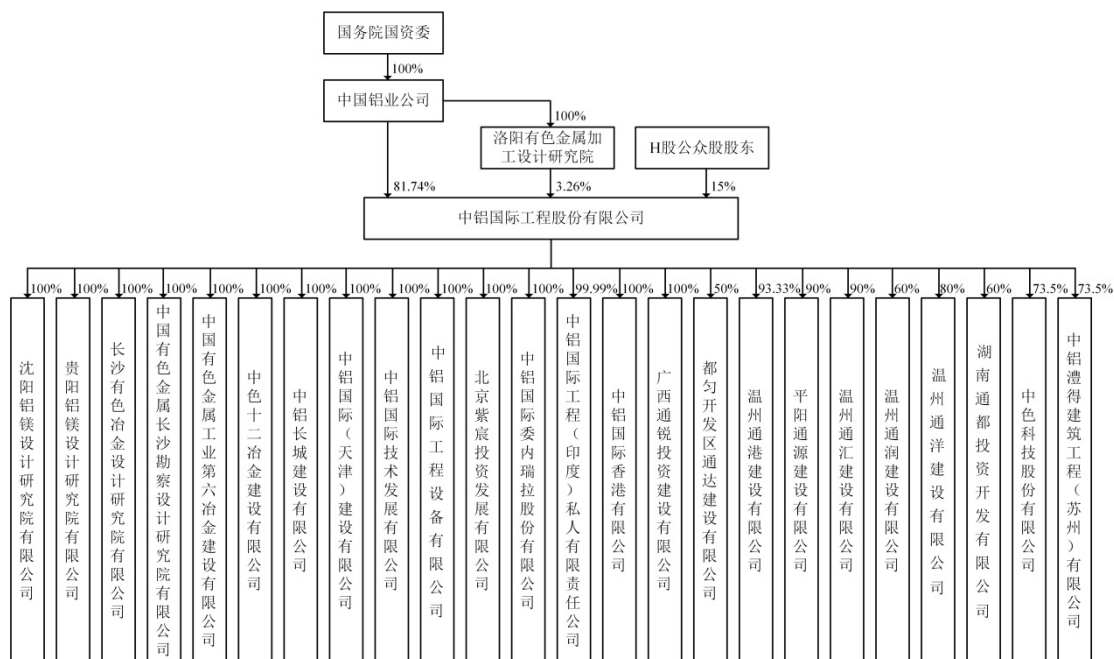 国务院国资委
100%
中国铝业公司
100%
洛阳有色金属加
工设计研究院
H股公众股股东
81.74%
3.26%
15%
中铝国际工程股份有限公司
100%
100%
100%
100%
100%
100%
100%
100%
100%
100%
100%
100%
99.99%
100%
100%
50%
93.33%
90%
90%
60%
80%
60%
73.5%
73.5%
沈阳铝镁设计研究院有限公司
贵阳铝镁设计研究院有限公司
长沙有色冶金设计研究院有限公司
中国有色金属长沙勘察设计研究院有限公司
中国有色金属工业第六冶金建设有限公司
中色十二冶金建设有限公司
中铝长城建设有限公司
中铝国际（天津）建设有限公司
中铝国际技术发展有限公司
中铝国际工程设备有限公司
北京紫宸投资发展有限公司
中铝国际委内瑞拉股份有限公司
中铝国际工程（印度）私人有限责任公司
中铝国际香港有限公司
广西通锐投资建设有限公司
都匀开发区通达建设有限公司
温州通港建设有限公司
平阳通源建设有限公司
温州通汇建设有限公司
温州通润建设有限公司
温州通洋建设有限公司
湖南通都投资开发有限公司
中色科技股份有限公司
中铝澧得建筑工程（苏州）有限公司